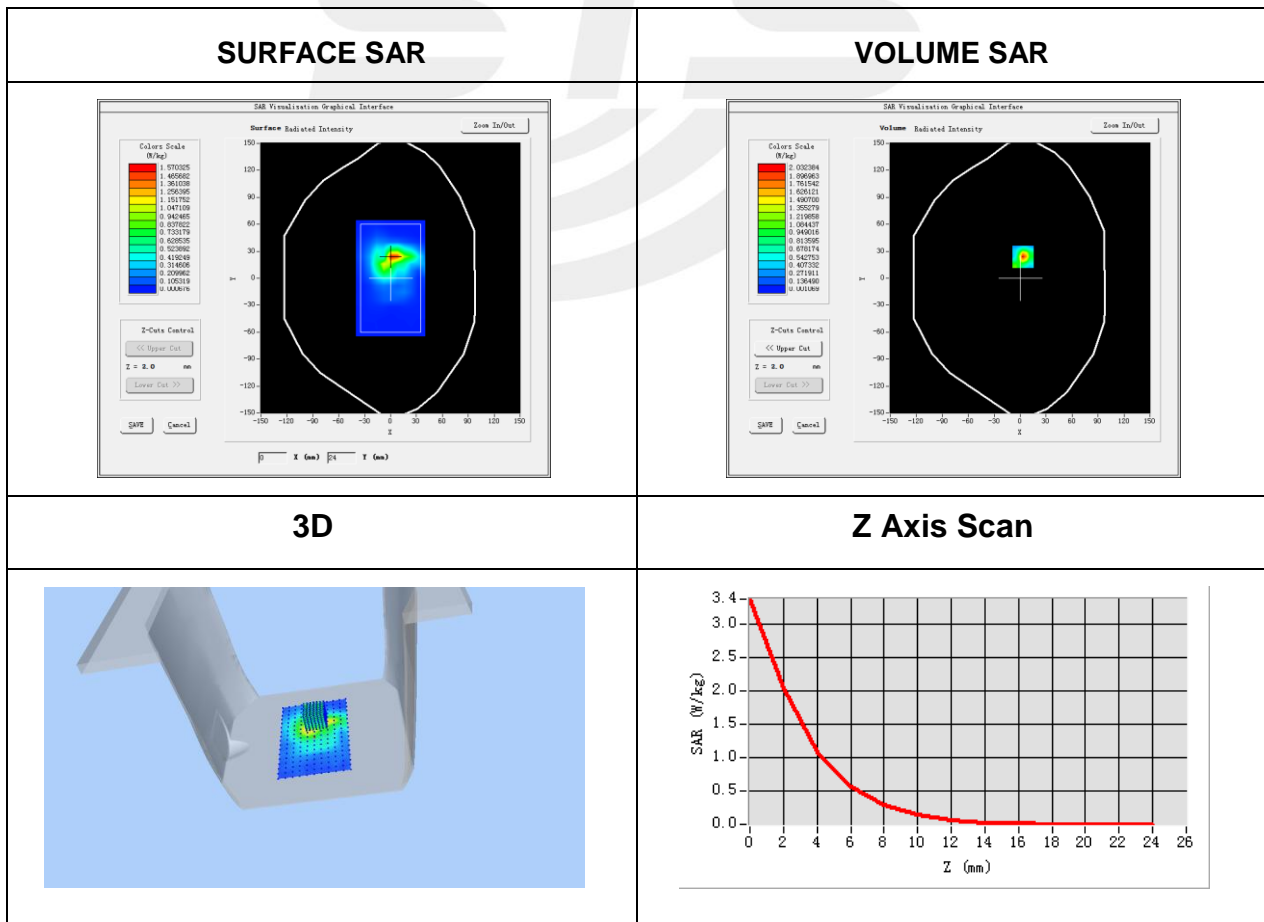 SURFACE SAR
VOLUME SAR
SAR Visualisation Graphical Interface
Surface Radiated Intensity
Zoom In/Out
Colors Scale
(W/kg)
1.570325
1.465682
1.361038
1.256395
1.151752
1.047109
0.942465
0.837822
0.733179
0.628535
0.523892
0.419249
0.314606
0.209962
0.105319
0.000676
Z-Cuts Control
<< Upper Cut
Z = 2.0 mm
Lower Cut >>
SAVE Cancel
150
120
90
60
30
0
-30
-60
-90
-120
-150
Y
-150 -120 -90 -60 -30 0 30 60 90 120 150
X
0 X (mm) 24 Y (mm)
SAR Visualisation Graphical Interface
Volume Radiated Intensity
Zoom In/Out
Colors Scale
(W/kg)
2.032384
1.896963
1.761542
1.626121
1.490700
1.355279
1.219858
1.084437
0.949016
0.813595
0.678174
0.542753
0.407332
0.271911
0.136490
0.001069
Z-Cuts Control
<< Upper Cut
Z = 2.0 mm
Lower Cut >>
SAVE Cancel
150
120
90
60
30
0
-30
-60
-90
-120
-150
Y
-150 -120 -90 -60 -30 0 30 60 90 120 150
X
3D
Z Axis Scan
3.4
3.0
2.5
2.0
1.5
1.0
0.5
0.0
SAR (W/kg)
0 2 4 6 8 10 12 14 16 18 20 22 24 26
Z (mm)